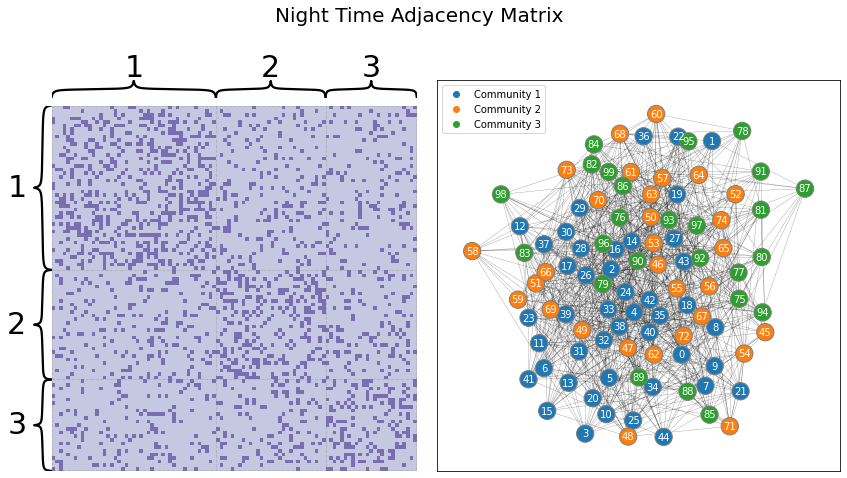 Night Time Adjacency Matrix
1 2 3
1
2
3
Community 1
Community 2
Community 3
60
68 36 22 95 1 78
84
82 99 61 57 64 91
73 86 87
98 70 63 19 52
29 81
12 76 50 93 97 74
30 14 27
37 28 16 96 53 65
58 83 90 92 80
17 26 2 46 43 77
66 51 79 55 56
59 24 42 18 75
69 33 4 35 67 94
23 39 38 8 45
49 32 40 72
11 31 47 62 0 54
6 9
41 13 5 89 34 7
20 88 21
15 10 25 85
3 48 44 71